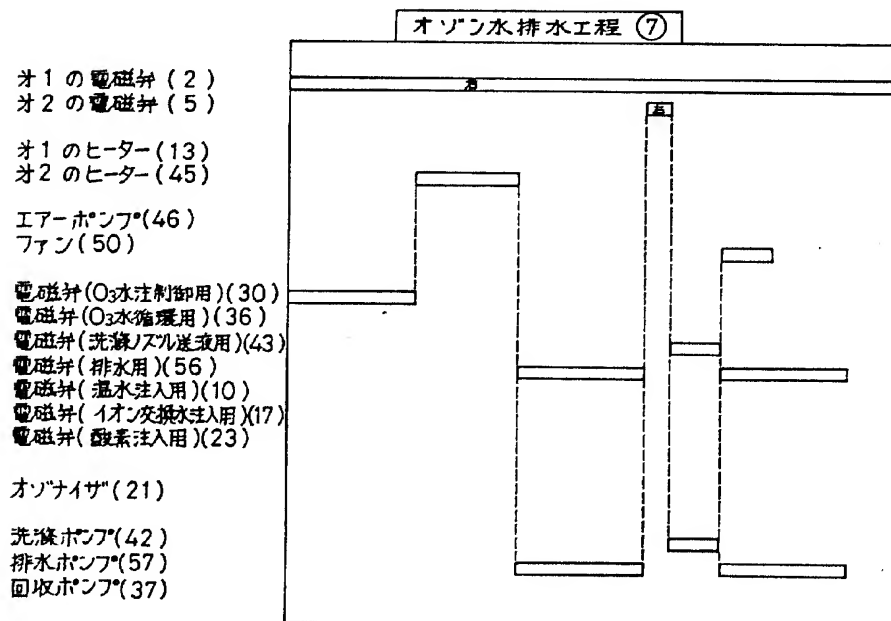 オゾン水排水工程 ⑦
オ1の電磁弁(2)
オ2の電磁弁(5)
オ1のヒーター(13)
オ2のヒーター(45)
エアーポンプ(46)
ファン(50)
電磁弁(O₃水注制御用)(30)
電磁弁(O₃水循環用)(36)
電磁弁(洗滌ノズル送液用)(43)
電磁弁(排水用)(56)
電磁弁(温水注入用)(10)
電磁弁(イオン交換水注入用)(17)
電磁弁(酸素注入用)(23)
オゾナイザ(21)
洗滌ポンプ(42)
排水ポンプ(57)
回収ポンプ(37)